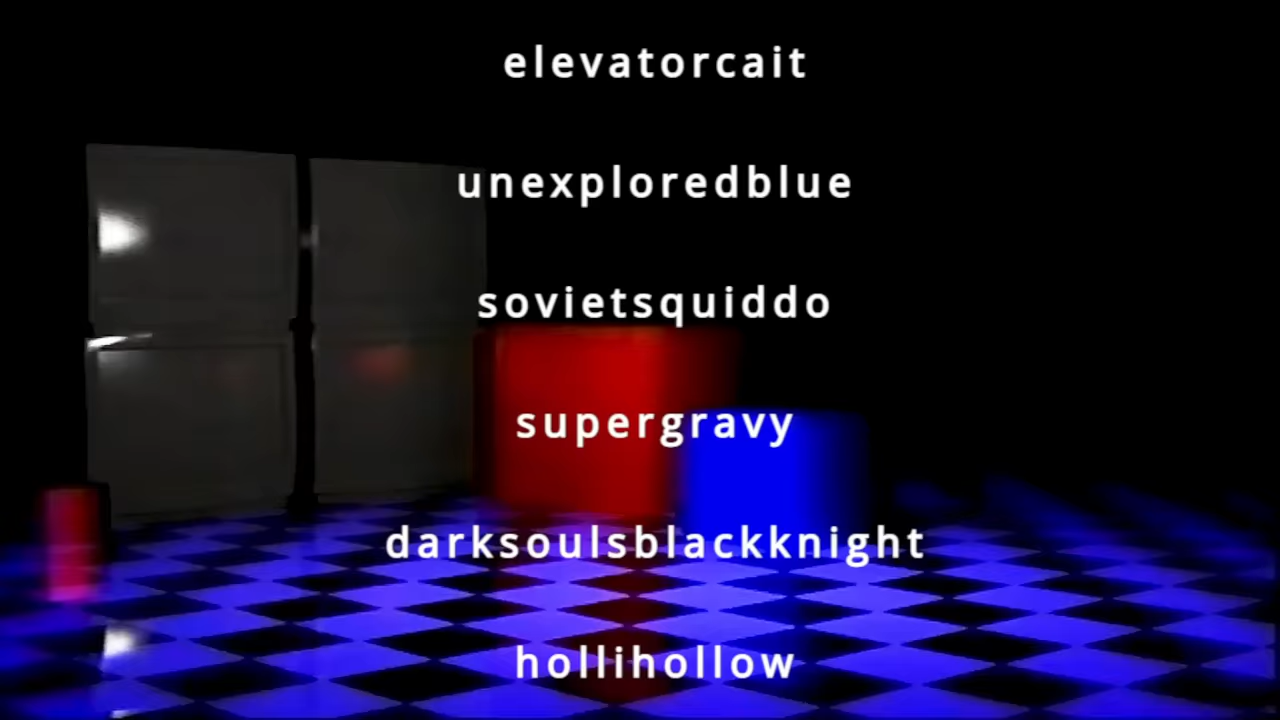 elevatorcait
unexploredblue
sovietsquiddo
supergravy
darksoulsblackknight
hollihollow